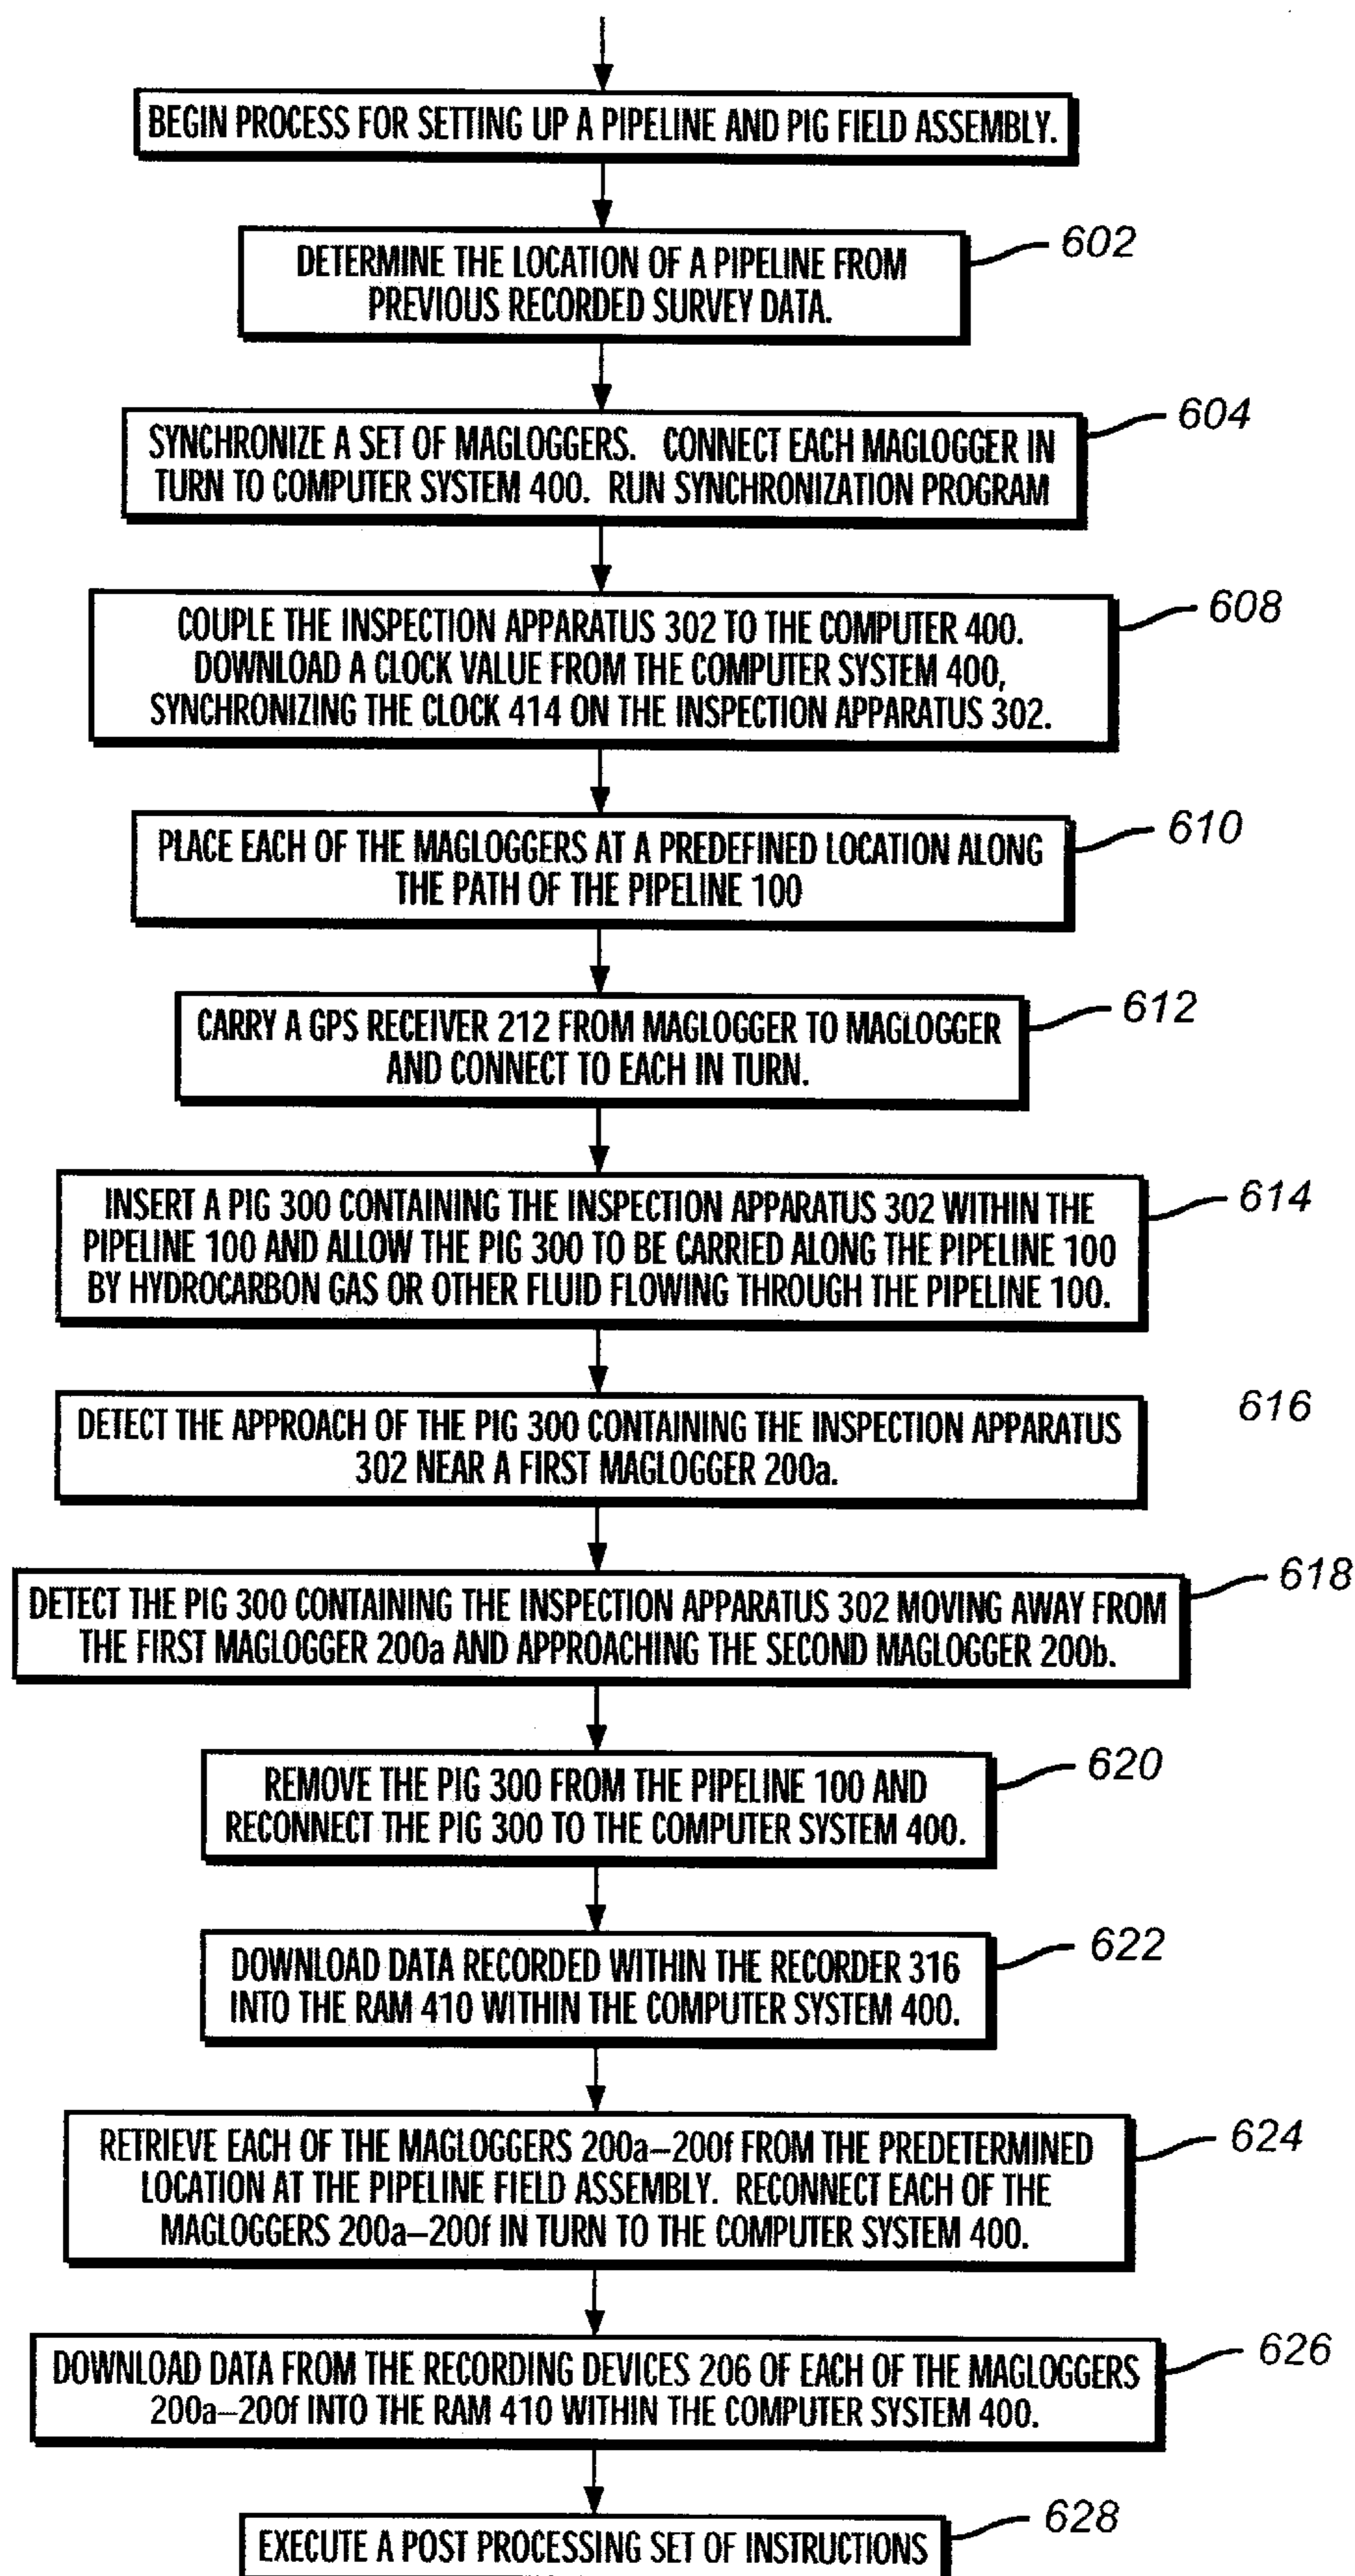 BEGIN PROCESS FOR SETTING UP A PIPELINE AND PIG FIELD ASSEMBLY.
602
DETERMINE THE LOCATION OF A PIPELINE FROM
PREVIOUS RECORDED SURVEY DATA.
604
SYNCHRONIZE A SET OF MAGLOGGERS. CONNECT EACH MAGLOGGER IN
TURN TO COMPUTER SYSTEM 400. RUN SYNCHRONIZATION PROGRAM
608
COUPLE THE INSPECTION APPARATUS 302 TO THE COMPUTER 400.
DOWNLOAD A CLOCK VALUE FROM THE COMPUTER SYSTEM 400,
SYNCHRONIZING THE CLOCK 414 ON THE INSPECTION APPARATUS 302.
610
PLACE EACH OF THE MAGLOGGERS AT A PREDEFINED LOCATION ALONG
THE PATH OF THE PIPELINE 100
612
CARRY A GPS RECEIVER 212 FROM MAGLOGGER TO MAGLOGGER
AND CONNECT TO EACH IN TURN.
614
INSERT A PIG 300 CONTAINING THE INSPECTION APPARATUS 302 WITHIN THE
PIPELINE 100 AND ALLOW THE PIG 300 TO BE CARRIED ALONG THE PIPELINE 100
BY HYDROCARBON GAS OR OTHER FLUID FLOWING THROUGH THE PIPELINE 100.
616
DETECT THE APPROACH OF THE PIG 300 CONTAINING THE INSPECTION APPARATUS
302 NEAR A FIRST MAGLOGGER 200a.
618
DETECT THE PIG 300 CONTAINING THE INSPECTION APPARATUS 302 MOVING AWAY FROM
THE FIRST MAGLOGGER 200a AND APPROACHING THE SECOND MAGLOGGER 200b.
620
REMOVE THE PIG 300 FROM THE PIPELINE 100 AND
RECONNECT THE PIG 300 TO THE COMPUTER SYSTEM 400.
622
DOWNLOAD DATA RECORDED WITHIN THE RECORDER 316
INTO THE RAM 410 WITHIN THE COMPUTER SYSTEM 400.
624
RETRIEVE EACH OF THE MAGLOGGERS 200a–200f FROM THE PREDETERMINED
LOCATION AT THE PIPELINE FIELD ASSEMBLY. RECONNECT EACH OF THE
MAGLOGGERS 200a–200f IN TURN TO THE COMPUTER SYSTEM 400.
626
DOWNLOAD DATA FROM THE RECORDING DEVICES 206 OF EACH OF THE MAGLOGGERS
200a–200f INTO THE RAM 410 WITHIN THE COMPUTER SYSTEM 400.
628
EXECUTE A POST PROCESSING SET OF INSTRUCTIONS